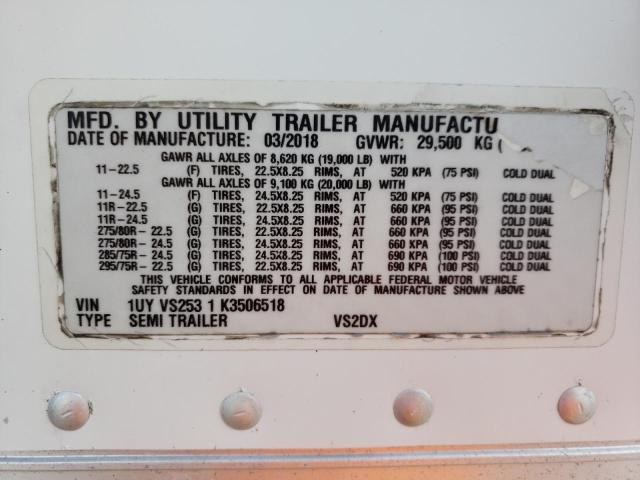 MFD. BY UTILITY TRAILER MANUFACTU
DATE OF MANUFACTURE: 03/2018 GVWR: 29,500 KG (
GAWR ALL AXLES OF 8,620 KG (19,000 LB) WITH
11-22.5 (F) TIRES, 22.5X8.25 RIMS, AT 520 KPA (75 PSI) COLD DUAL
GAWR ALL AXLES OF 9,100 KG (20,000 LB) WITH
11-24.5 (F) TIRES, 24.5X8.25 RIMS, AT 520 KPA (75 PSI) COLD DUAL
11R-22.5 (G) TIRES, 22.5X8.25 RIMS, AT 660 KPA (95 PSI) COLD DUAL
11R-24.5 (G) TIRES, 24.5X8.25 RIMS, AT 660 KPA (95 PSI) COLD DUAL
275/80R-22.5 (G) TIRES, 22.5X8.25 RIMS, AT 660 KPA (95 PSI) COLD DUAL
275/80R-24.5 (G) TIRES, 24.5X8.25 RIMS, AT 660 KPA (95 PSI) COLD DUAL
285/75R-24.5 (G) TIRES, 24.5X8.25 RIMS, AT 690 KPA (100 PSI) COLD DUAL
295/75R-22.5 (G) TIRES, 22.5X8.25 RIMS, AT 690 KPA (100 PSI) COLD DUAL
THIS VEHICLE CONFORMS TO ALL APPLICABLE FEDERAL MOTOR VEHICLE
SAFETY STANDARDS IN EFFECT ON DATE OF MANUFACTURE SHOWN ABOVE
VIN 1UY VS253 1 K3506518
TYPE SEMI TRAILER VS2DX